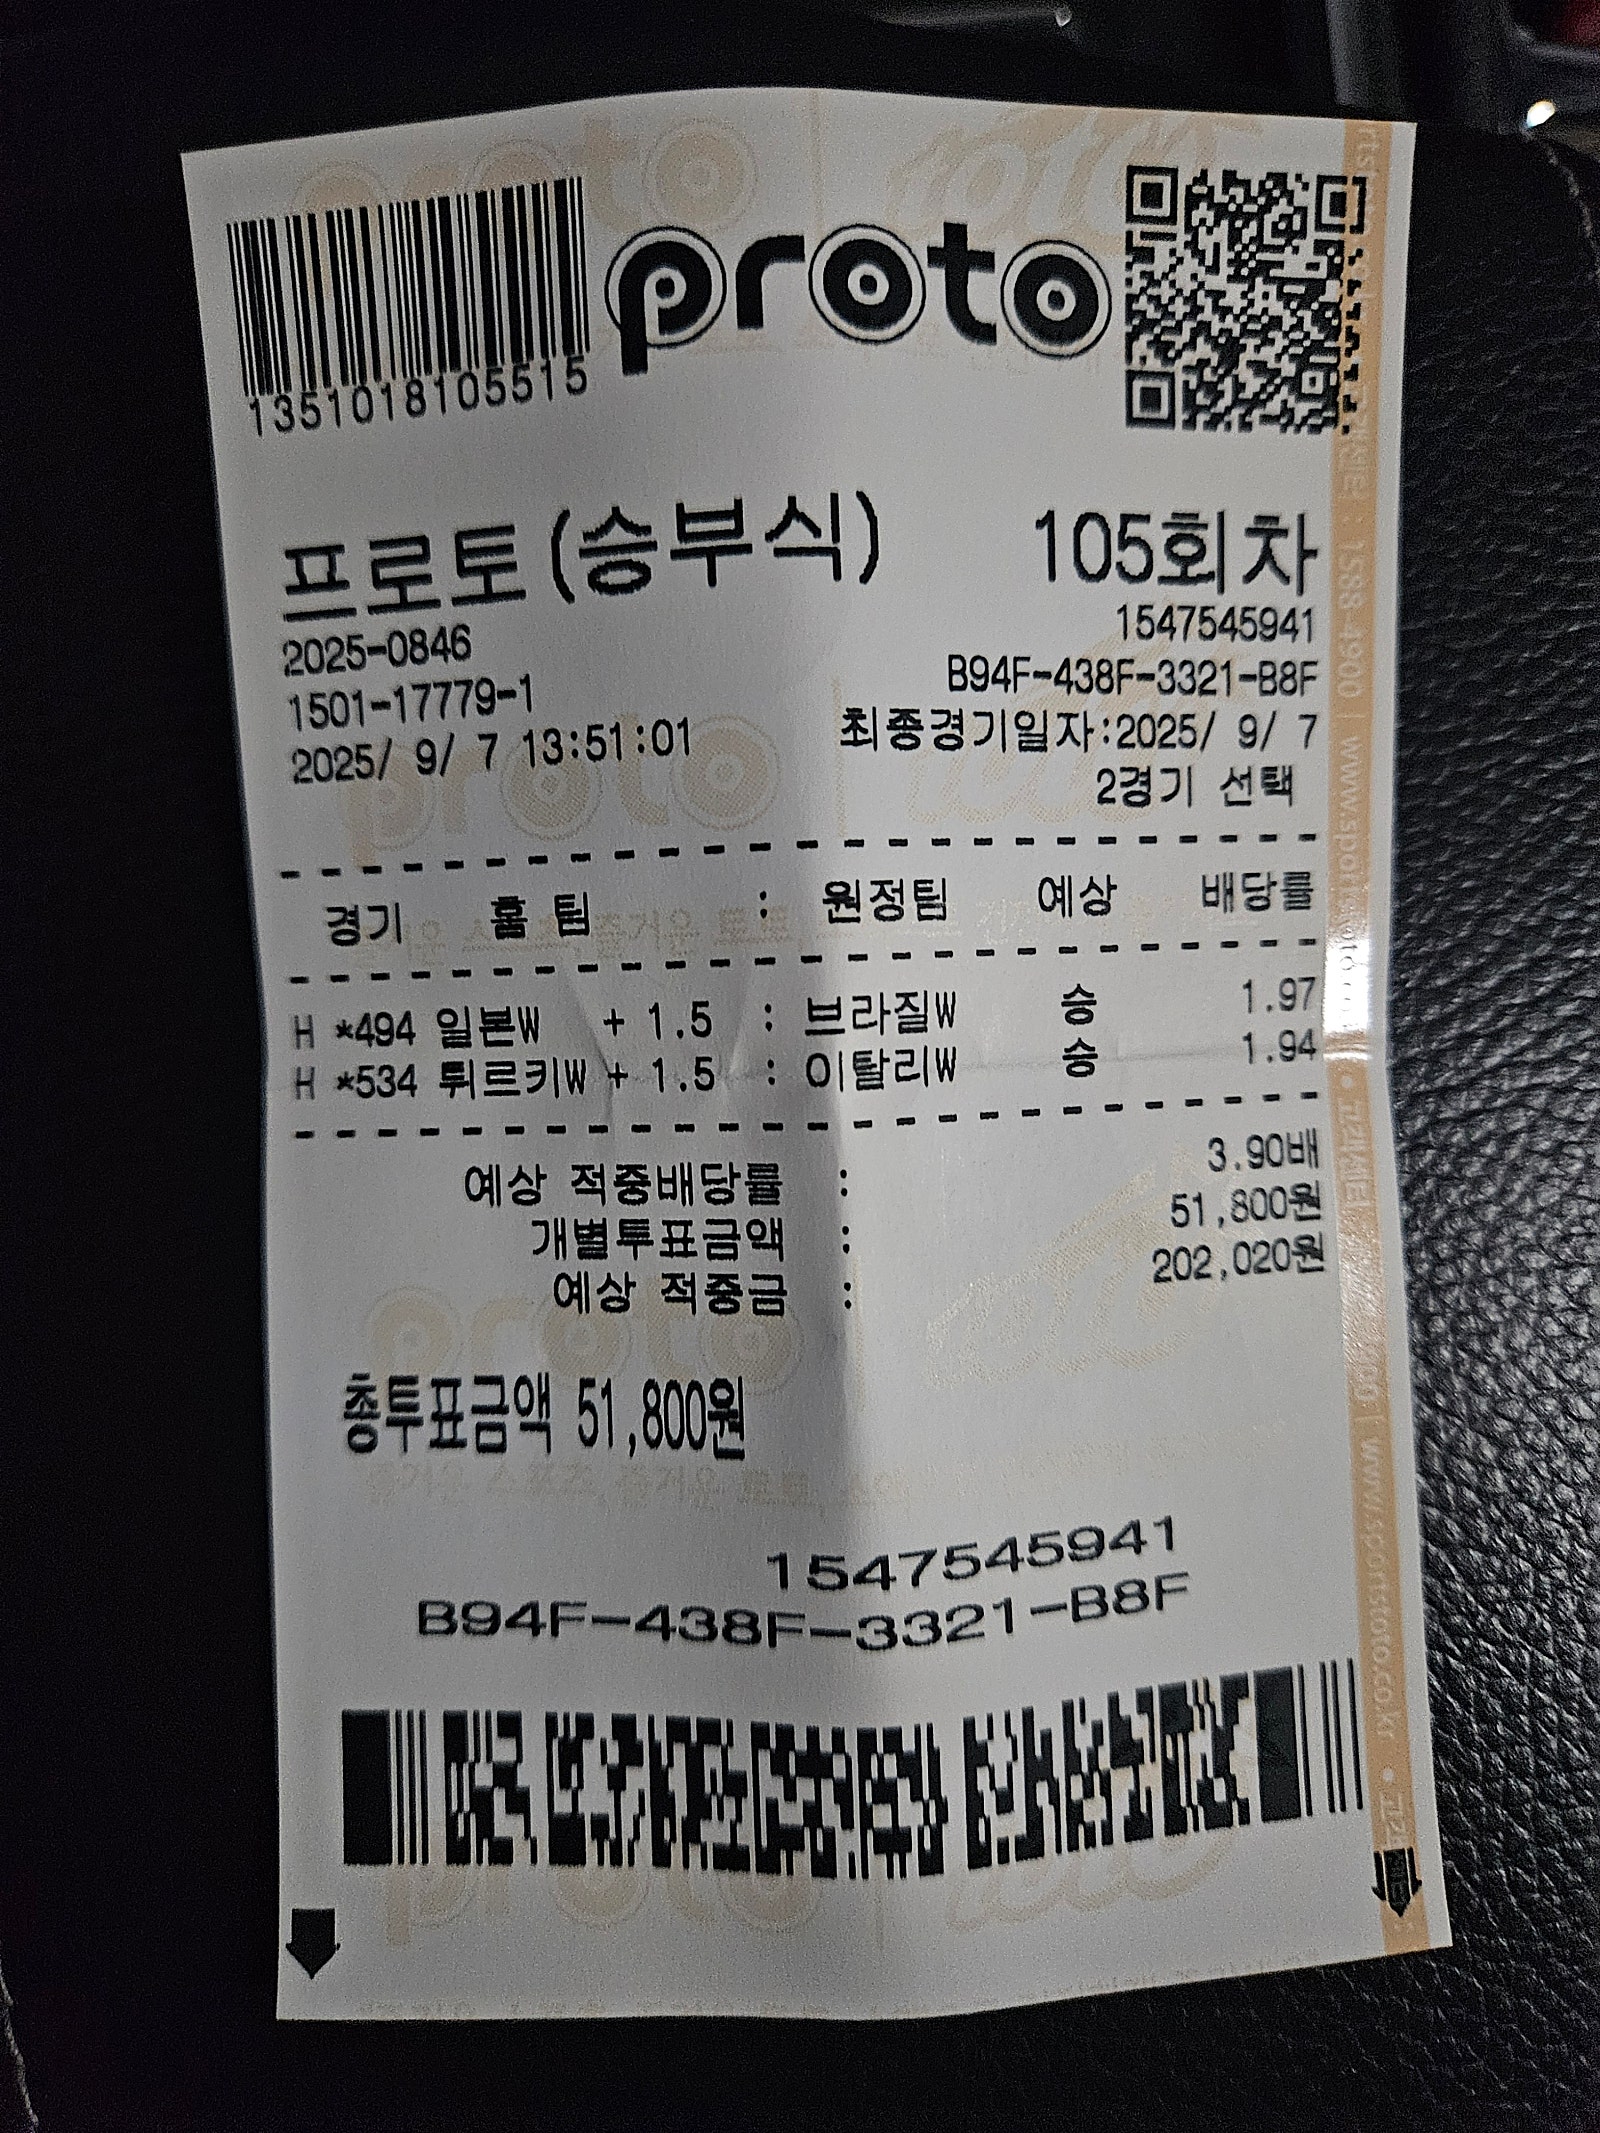 proto
1351018105515
프로토(승부식) 105회차
2025-0846 1547545941
1501-17779-1 B94F-438F-3321-B8F
2025/ 9/ 7 13:51:01 최종경기일자:2025/ 9/ 7
2경기 선택
경기 홈 팀 : 원정팀 예상 배당률
H *494 일본W + 1.5 : 브라질W 승 1.97
H *534 튀르키W + 1.5 : 이탈리W 승 1.94
예상 적중배당률 : 3.90배
개별투표금액 : 51,800원
예상 적중금 : 202,020원
총투표금액 51,800원
1547545941
B94F-438F-3321-B8F
1588-4900 | www.sportstoto.co.kr